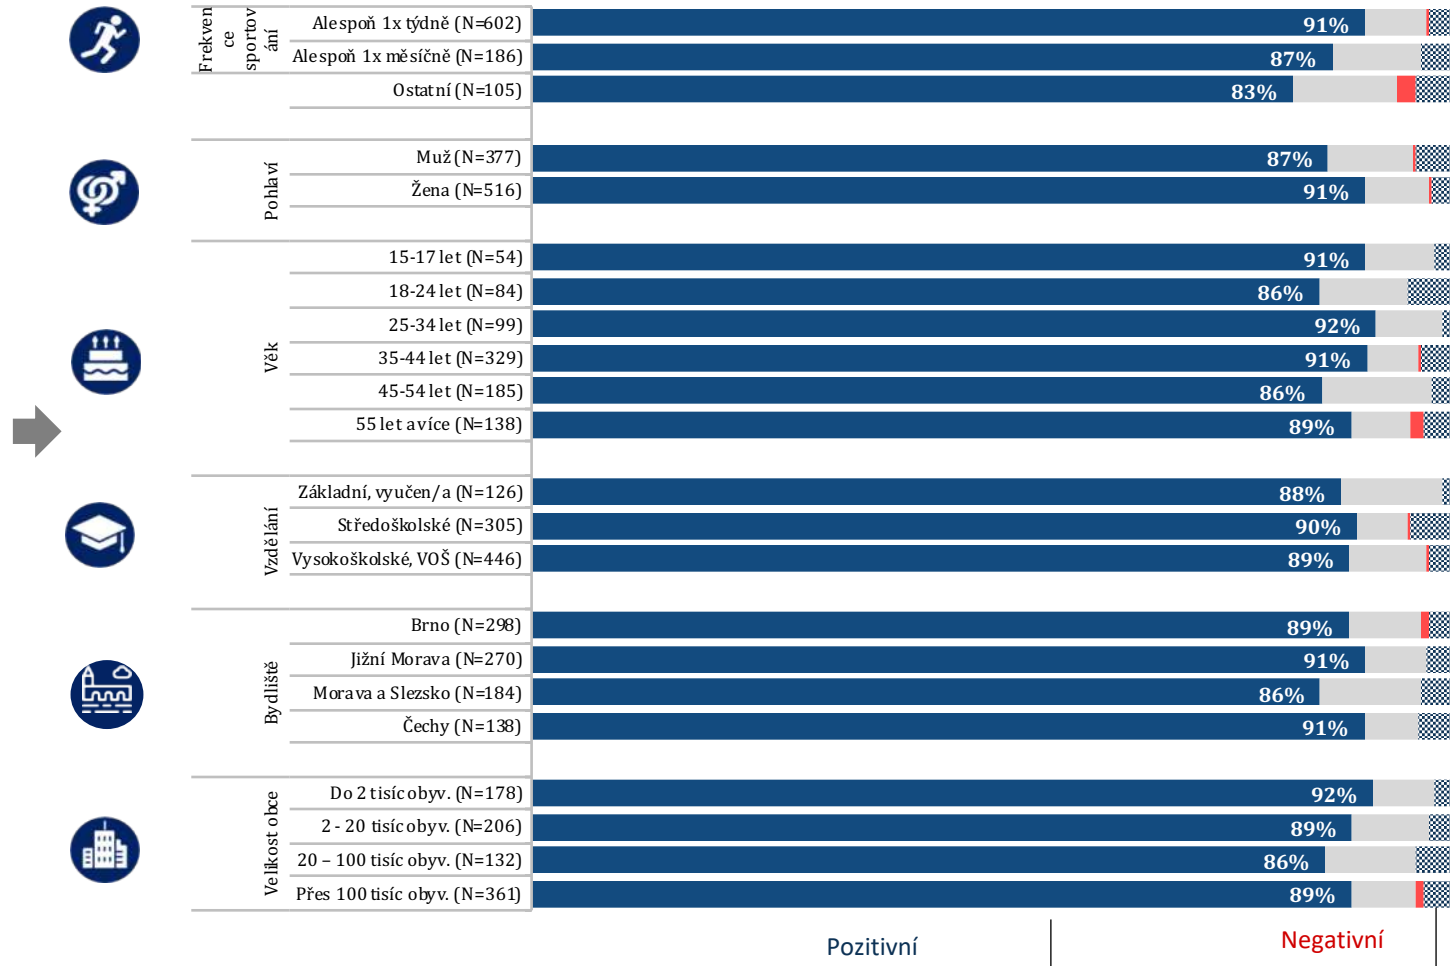 Frekven
ce
sportov
ání
Alespoň 1x týdně (N=602)
91%
Alespoň 1x měsíčně (N=186)
87%
Ostatní (N=105)
83%
Pohlaví
Muž (N=377)
87%
Žena (N=516)
91%
Věk
15-17 let (N=54)
91%
18-24 let (N=84)
86%
25-34 let (N=99)
92%
35-44 let (N=329)
91%
45-54 let (N=185)
86%
55 let a více (N=138)
89%
Vzdělání
Základní, vyučen/a (N=126)
88%
Středoškolské (N=305)
90%
Vysokoškolské, VOŠ (N=446)
89%
Bydliště
Brno (N=298)
89%
Jižní Morava (N=270)
91%
Morava a Slezsko (N=184)
86%
Čechy (N=138)
91%
Velikost obce
Do 2 tisíc obyv. (N=178)
92%
2 - 20 tisíc obyv. (N=206)
89%
20 – 100 tisíc obyv. (N=132)
86%
Přes 100 tisíc obyv. (N=361)
89%
Pozitivní
Negativní